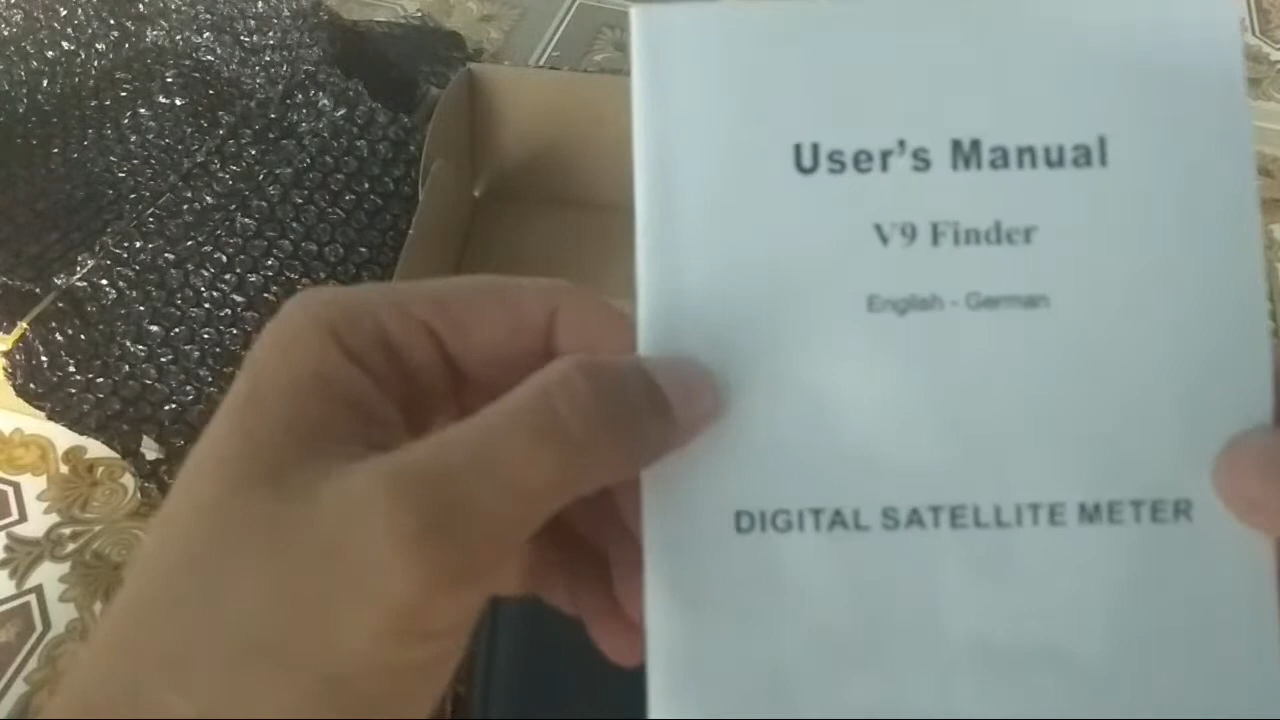 User's Manual
V9 Finder
English - German
DIGITAL SATELLITE METER